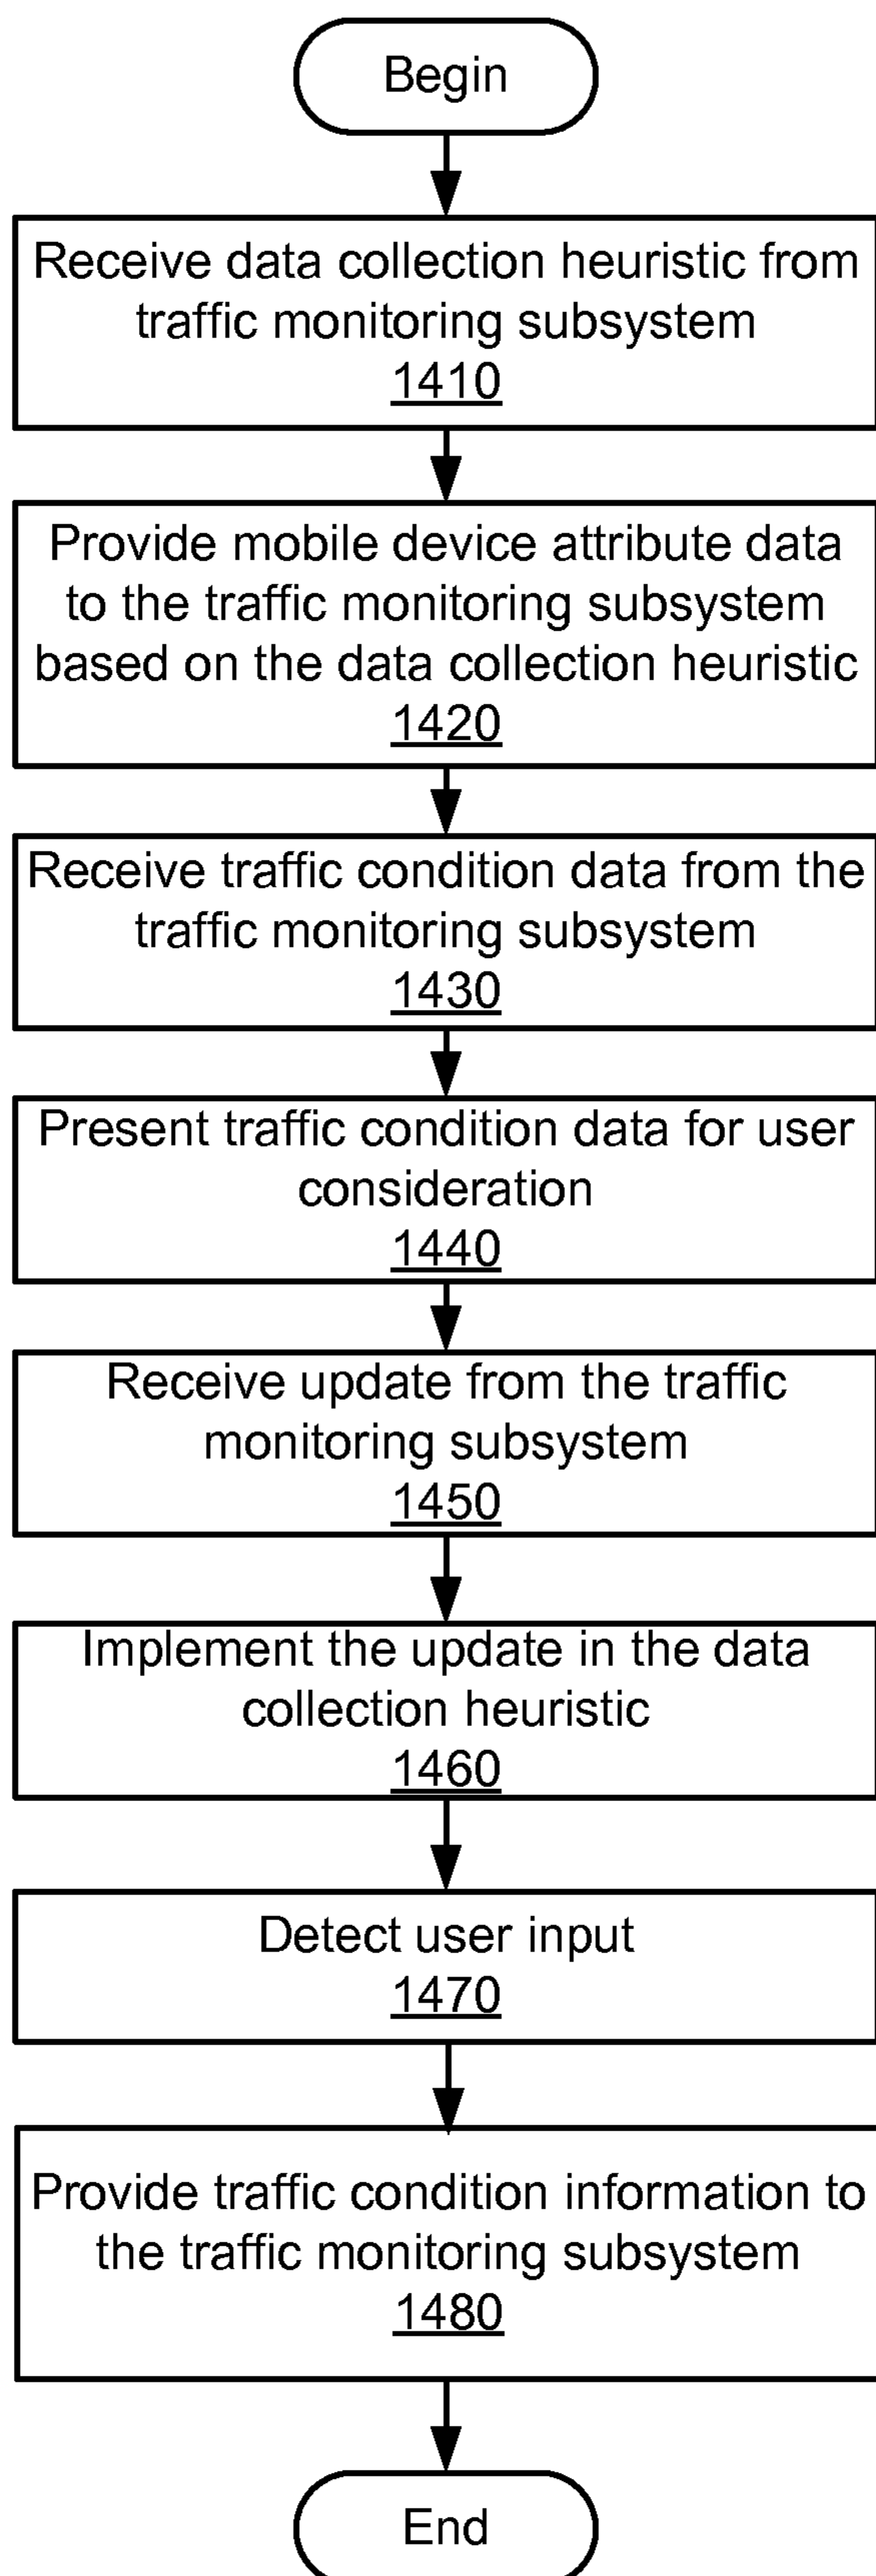 Begin
Receive data collection heuristic from
traffic monitoring subsystem
1410
Provide mobile device attribute data
to the traffic monitoring subsystem
based on the data collection heuristic
1420
Receive traffic condition data from the
traffic monitoring subsystem
1430
Present traffic condition data for user
consideration
1440
Receive update from the traffic
monitoring subsystem
1450
Implement the update in the data
collection heuristic
1460
Detect user input
1470
Provide traffic condition information to
the traffic monitoring subsystem
1480
End